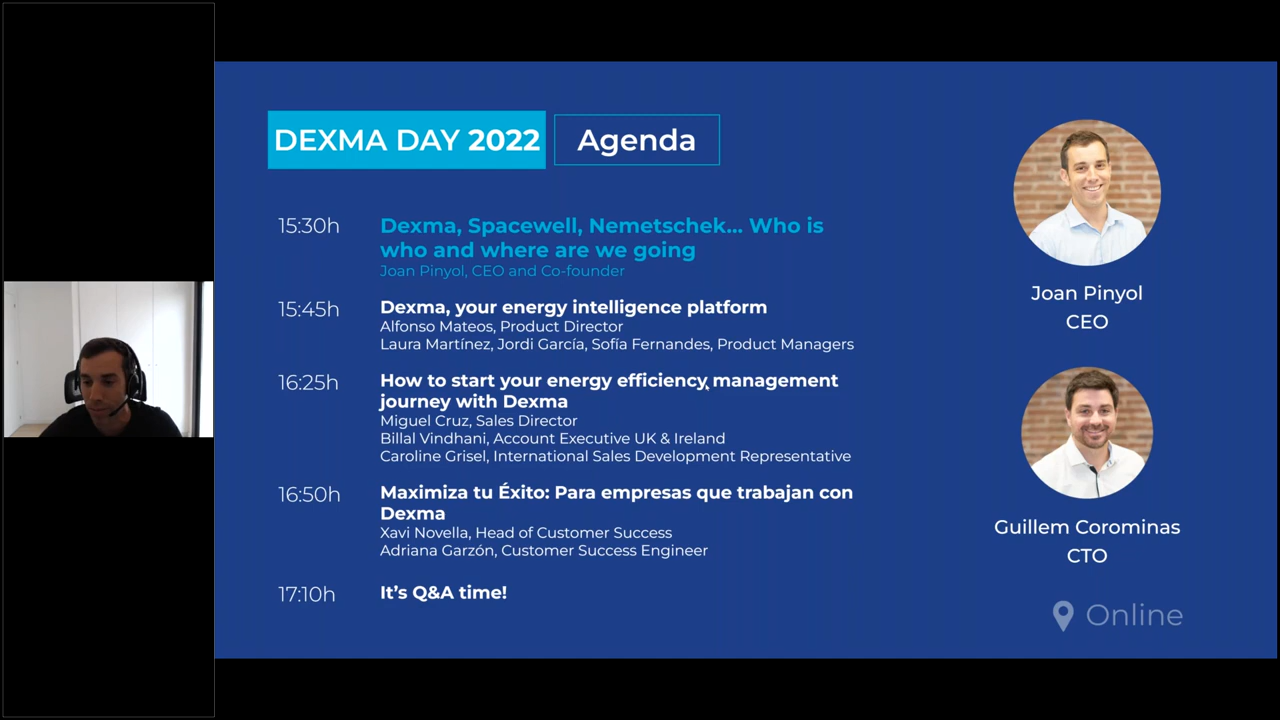 DEXMA DAY 2022
Agenda
15:30h
Dexma, Spacewell, Nemetschek... Who is
who and where are we going
Joan Pinyol, CEO and Co-founder
15:45h
Dexma, your energy intelligence platform
Alfonso Mateos, Product Director
Laura Martínez, Jordi García, Sofía Fernandes, Product Managers
16:25h
How to start your energy efficiency management
journey with Dexma
Miguel Cruz, Sales Director
Billal Vindhani, Account Executive UK & Ireland
Caroline Grisel, International Sales Development Representative
16:50h
Maximiza tu Éxito: Para empresas que trabajan con
Dexma
Xavi Novella, Head of Customer Success
Adriana Garzón, Customer Success Engineer
17:10h
It's Q&A time!
Joan Pinyol
CEO
Guillem Corominas
CTO
Online